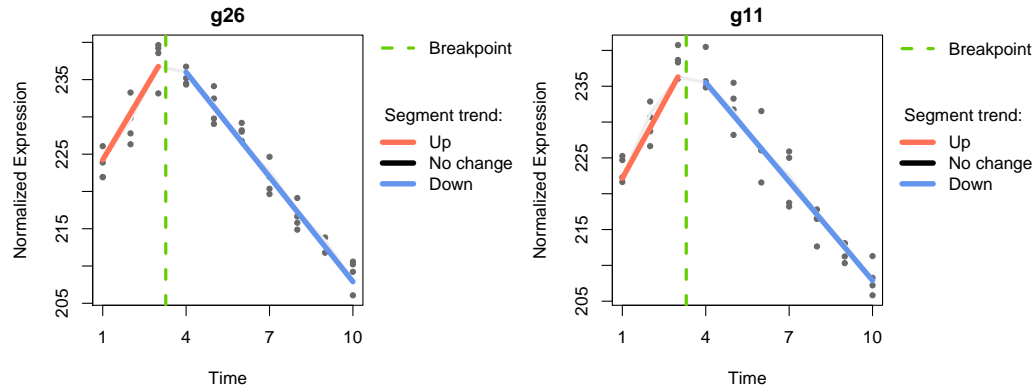 g26
Normalized Expression
235
225
215
205
1 4 7 10
Time
Breakpoint
Segment trend:
Up
No change
Down
g11
Normalized Expression
235
225
215
205
1 4 7 10
Time
Breakpoint
Segment trend:
Up
No change
Down